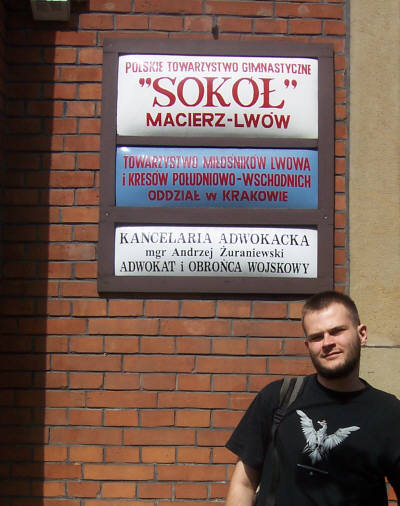 POLSKIE TOWARZYSTWO GIMNASTYCZNE
"SOKÓŁ"
MACIERZ-LWÓW
TOWARZYSTWO MIŁOŚNIKÓW LWOWA
i KRESÓW POŁUDNIOWO-WSCHODNICH
ODDZIAŁ w KRAKOWIE
KANCELARIA ADWOKACKA
mgr Andrzej Żuraniewski
ADWOKAT i OBROŃCA WOJSKOWY